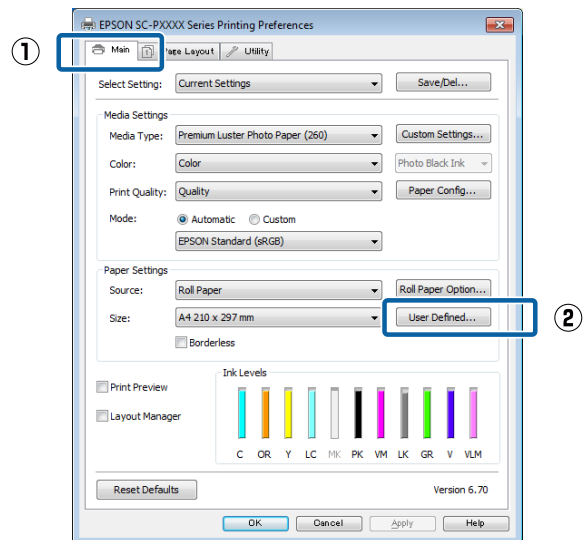 EPSON SC-PXXXX Series Printing Preferences
①
Main Page Layout Utility
Select Setting: Current Settings Save/Del...
Media Settings
Media Type: Premium Luster Photo Paper (260) Custom Settings...
Color: Color Photo Black Ink
Print Quality: Quality Paper Config...
Mode: Automatic Custom
EPSON Standard (sRGB)
Paper Settings
Source: Roll Paper Roll Paper Option...
Size: A4 210 x 297 mm User Defined... ②
Borderless
Ink Levels
Print Preview
Layout Manager
C OR Y LC MK PK VM LK GR V VLM
Reset Defaults Version 6.70
OK Cancel Apply Help